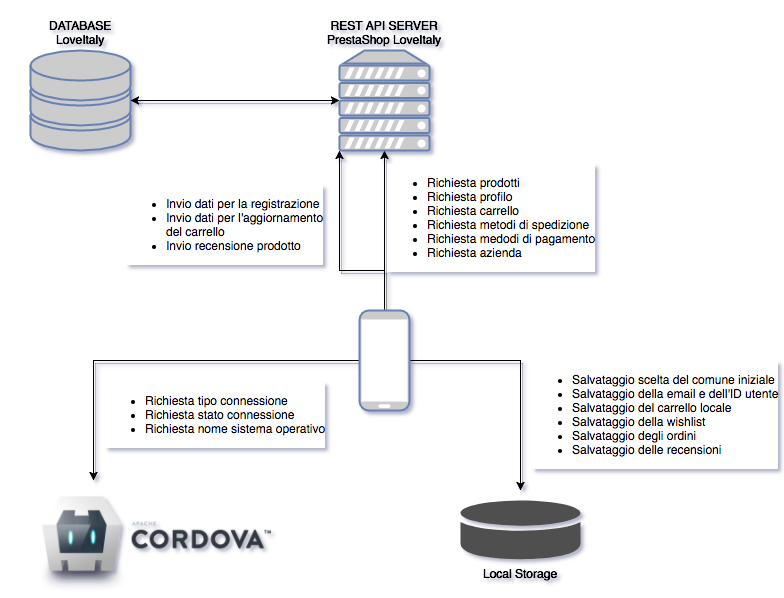 DATABASE
LoveItaly
REST API SERVER
PrestaShop LoveItaly
• Invio dati per la registrazione
• Invio dati per l'aggiornamento
del carrello
• Invio recensione prodotto
• Richiesta prodotti
• Richiesta profilo
• Richiesta carrello
• Richiesta metodi di spedizione
• Richiesta medodi di pagamento
• Richiesta azienda
• Richiesta tipo connessione
• Richiesta stato connessione
• Richiesta nome sistema operativo
• Salvataggio scelta del comune iniziale
• Salvataggio della email e dell'ID utente
• Salvataggio del carrello locale
• Salvataggio della wishlist
• Salvataggio degli ordini
• Salvataggio delle recensioni
APACHE
CORDOVA™
Local Storage